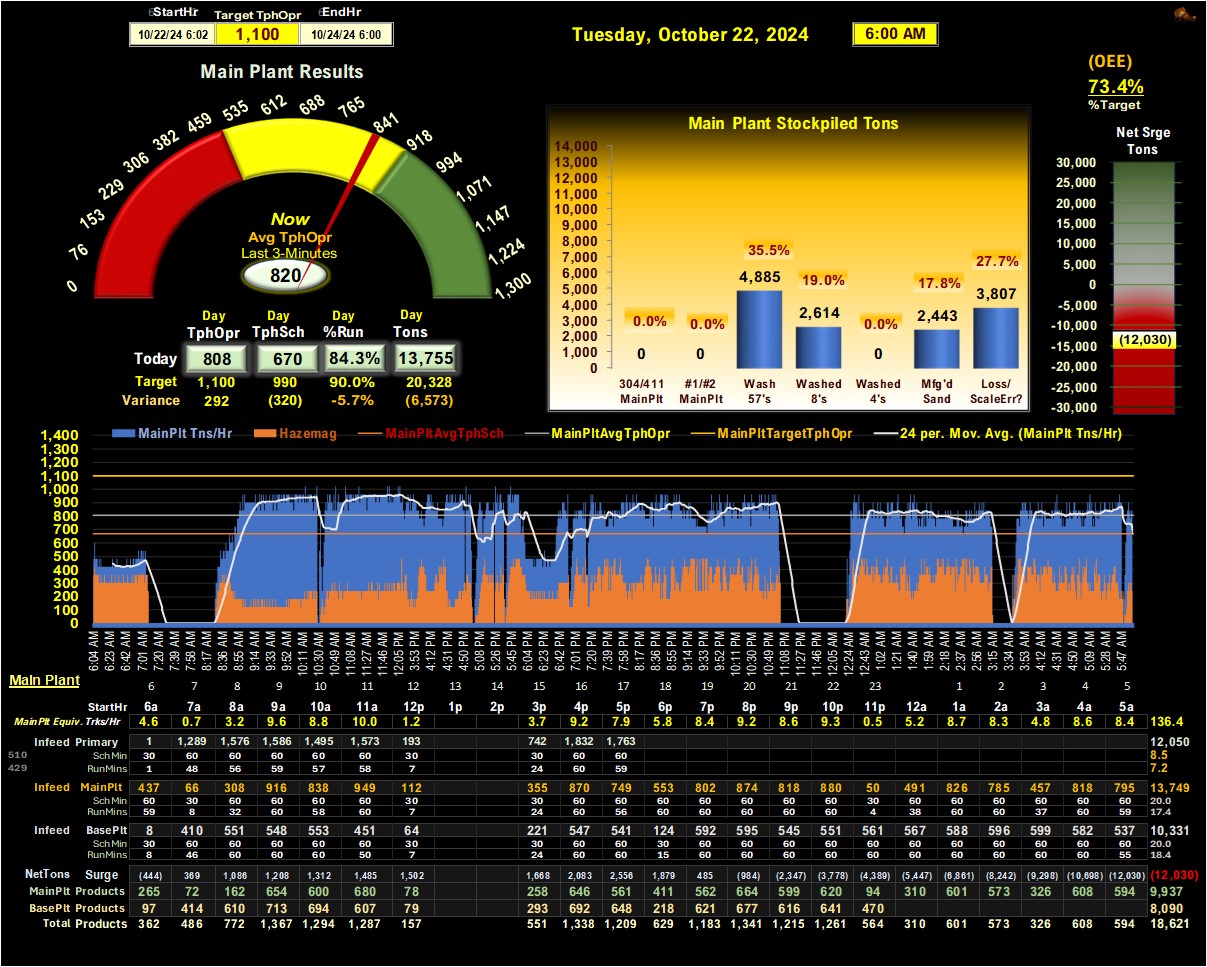 StartHr Target TphOpr EndHr
10/22/24 6:02 1,100 10/24/24 6:00
Tuesday, October 22, 2024 6:00 AM
(OEE)
73.4%
%Target
Main Plant Results
0 76 153 229 306 382 459 535 612 688 765 841 918 994 1,071 1,147 1,224 1,300
Now
Avg TphOpr
Last 3-Minutes
820
Day Day Day Day
TphOpr TphSch %Run Tons
Today 808 670 84.3% 13,755
Target 1,100 990 90.0% 20,328
Variance 292 (320) -5.7% (6,573)
Main Plant Stockpiled Tons
14,000
13,000
12,000
11,000
10,000
9,000
8,000
7,000
6,000
5,000
4,000
3,000
2,000
1,000
0
0.0% 0.0% 35.5% 19.0% 0.0% 17.8% 27.7%
0 0 4,885 2,614 0 2,443 3,807
304/411 #1/#2 Wash Washed Washed Mfg'd Loss/
MainPlt MainPlt 57's 8's 4's Sand ScaleErr?
Net Srge
Tons
30,000
25,000
20,000
15,000
10,000
5,000
0
-5,000
-10,000
(12,030)
-15,000
-20,000
-25,000
-30,000
MainPlt Tns/Hr Hazemag MainPltAvgTphSch MainPltAvgTphOpr MainPltTargetTphOpr 24 per. Mov. Avg. (MainPlt Tns/Hr)
1,400
1,300
1,200
1,100
1,000
900
800
700
600
500
400
300
200
100
0
6:04 AM 6:23 AM 6:42 AM 7:01 AM 7:20 AM 7:39 AM 7:58 AM 8:17 AM 8:36 AM 8:55 AM 9:14 AM 9:33 AM 9:52 AM 10:11 AM 10:30 AM 10:49 AM 11:08 AM 11:27 AM 11:46 AM 12:05 PM 4:12 PM 4:31 PM 4:50 PM 5:08 PM 5:26 PM 5:45 PM 6:04 PM 6:23 PM 6:42 PM 7:01 PM 7:20 PM 7:39 PM 7:58 PM 8:17 PM 8:36 PM 8:55 PM 9:14 PM 9:33 PM 9:52 PM 10:11 PM 10:30 PM 10:49 PM 11:08 PM 11:27 PM 11:46 PM 12:05 AM 12:24 AM 12:43 AM 1:02 AM 1:21 AM 1:40 AM 1:59 AM 2:18 AM 2:37 AM 2:56 AM 3:15 AM 3:34 AM 3:53 AM 4:12 AM 4:31 AM 4:50 AM 5:09 AM 5:28 AM 5:47 AM
Main Plant
6 7 8 9 10 11 12 13 14 15 16 17 18 19 20 21 22 23 1 2 3 4 5
StartHr 6a 7a 8a 9a 10a 11a 12p 1p 2p 3p 4p 5p 6p 7p 8p 9p 10p 11p 12a 1a 2a 3a 4a 5a
MainPlt Equiv. Trks/Hr 4.6 0.7 3.2 9.6 8.8 10.0 1.2 3.7 9.2 7.9 5.8 8.4 9.2 8.6 9.3 0.5 5.2 8.7 8.3 4.8 8.6 8.4 136.4
Infeed Primary 1 1,289 1,576 1,586 1,495 1,573 193 742 1,832 1,763 12,050
510 SchMin 30 60 60 60 60 60 30 30 60 60 8.5
429 RunMins 1 48 56 59 57 58 7 24 60 59 7.2
Infeed MainPlt 437 66 308 916 838 949 112 355 870 749 553 802 874 818 880 50 491 826 785 457 818 795 13,749
SchMin 60 30 60 60 60 60 30 30 60 60 60 60 60 60 60 30 60 60 60 60 60 60 20.0
RunMins 59 8 32 60 58 60 7 24 60 56 60 60 60 60 60 4 38 60 60 37 60 59 17.4
Infeed BasePlt 8 410 551 548 553 451 64 221 547 541 124 592 595 545 551 561 567 588 596 599 582 537 10,331
SchMin 30 60 60 60 60 60 30 30 60 60 30 60 60 30 60 60 60 60 60 60 60 60 20.0
RunMins 8 46 60 60 60 50 7 24 60 60 15 60 60 60 60 60 60 60 60 60 60 55 18.4
NetTons Surge (444) 369 1,086 1,208 1,312 1,485 1,502 1,668 2,083 2,556 1,879 485 (984) (2,347) (3,778) (4,389) (5,447) (6,861) (8,242) (9,298) (10,698) (12,030) (12,030)
MainPlt Products 265 72 162 654 600 680 78 258 646 561 411 562 664 599 620 94 310 601 573 326 608 594 9,937
BasePlt Products 97 414 610 713 694 607 79 293 692 648 218 621 677 616 641 470 8,090
Total Products 362 486 772 1,367 1,294 1,287 157 551 1,338 1,209 629 1,183 1,341 1,215 1,261 564 310 601 573 326 608 594 18,621